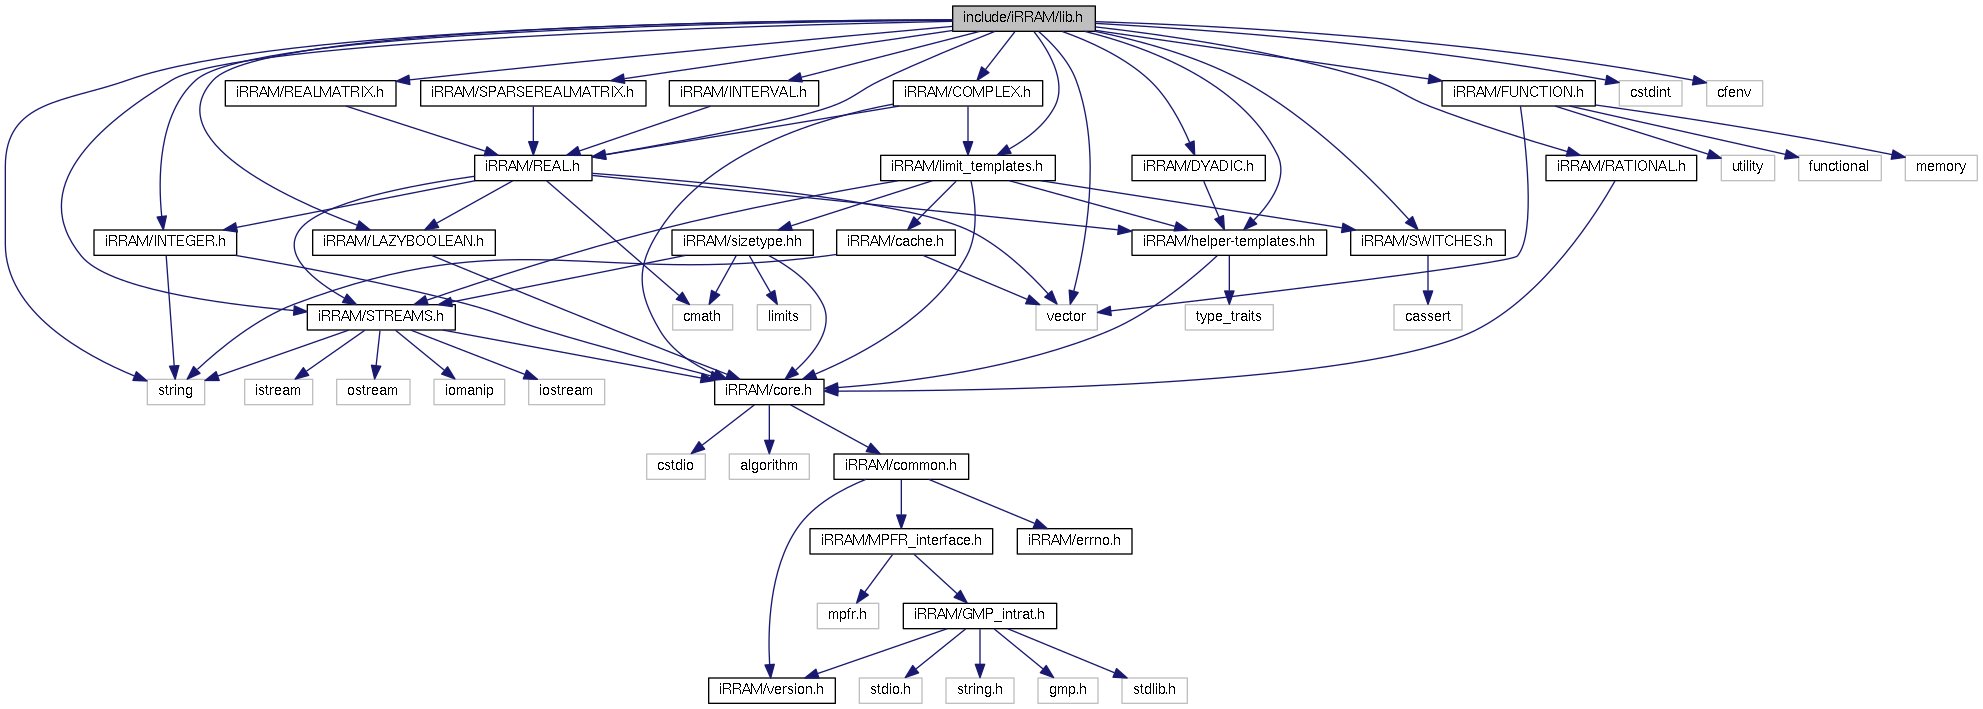 include/iRRAM/lib.h
iRRAM/REALMATRIX.h
iRRAM/SPARSEREALMATRIX.h
iRRAM/INTERVAL.h
iRRAM/COMPLEX.h
iRRAM/FUNCTION.h
cstdint
cfenv
iRRAM/REAL.h
iRRAM/limit_templates.h
iRRAM/DYADIC.h
iRRAM/RATIONAL.h
utility
functional
memory
iRRAM/INTEGER.h
iRRAM/LAZYBOOLEAN.h
iRRAM/sizetype.hh
iRRAM/cache.h
iRRAM/helper-templates.hh
iRRAM/SWITCHES.h
iRRAM/STREAMS.h
cmath
limits
vector
type_traits
cassert
string
istream
ostream
iomanip
iostream
iRRAM/core.h
cstdio
algorithm
iRRAM/common.h
iRRAM/MPFR_interface.h
iRRAM/errno.h
mpfr.h
iRRAM/GMP_intrat.h
iRRAM/version.h
stdio.h
string.h
gmp.h
stdlib.h